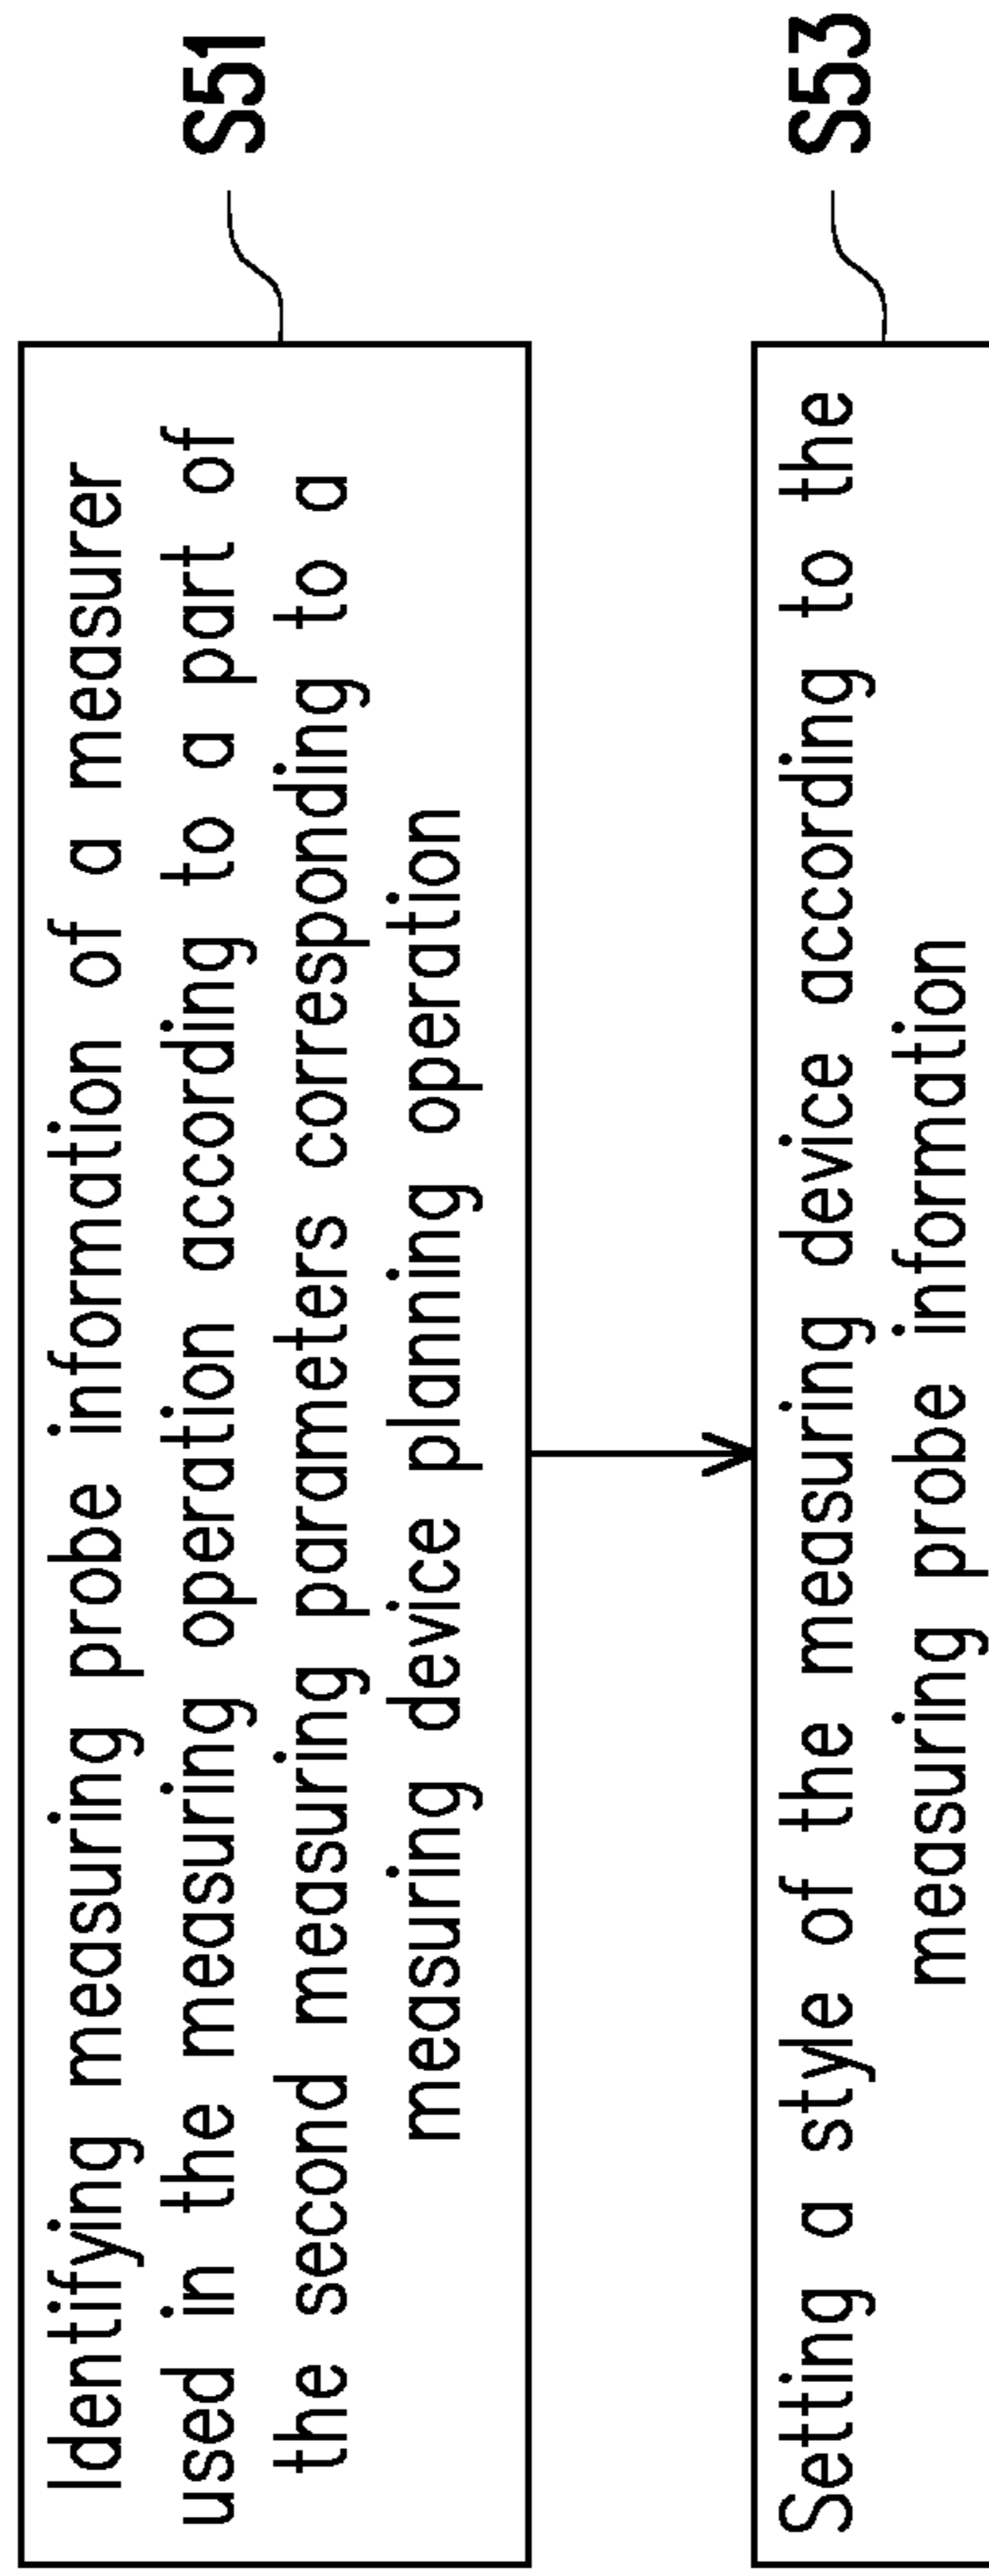 Identifying measuring probe information of a measurer
used in the measuring operation according to a part of
the second measuring parameters corresponding to a
measuring device planning operation
S51
Setting a style of the measuring device according to the
measuring probe information
S53